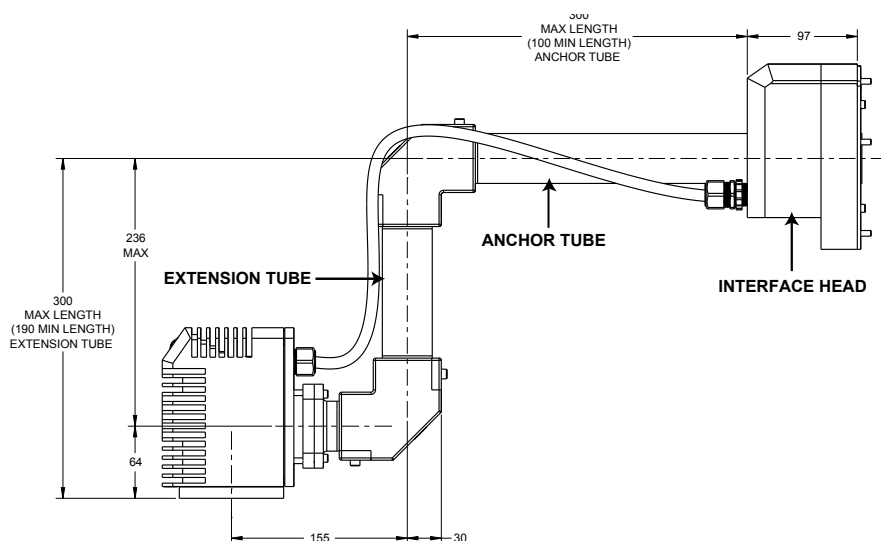 300
MAX LENGTH
(100 MIN LENGTH)
ANCHOR TUBE
97
236
MAX
ANCHOR TUBE
EXTENSION TUBE
INTERFACE HEAD
300
MAX LENGTH
(190 MIN LENGTH)
EXTENSION TUBE
64
155
30